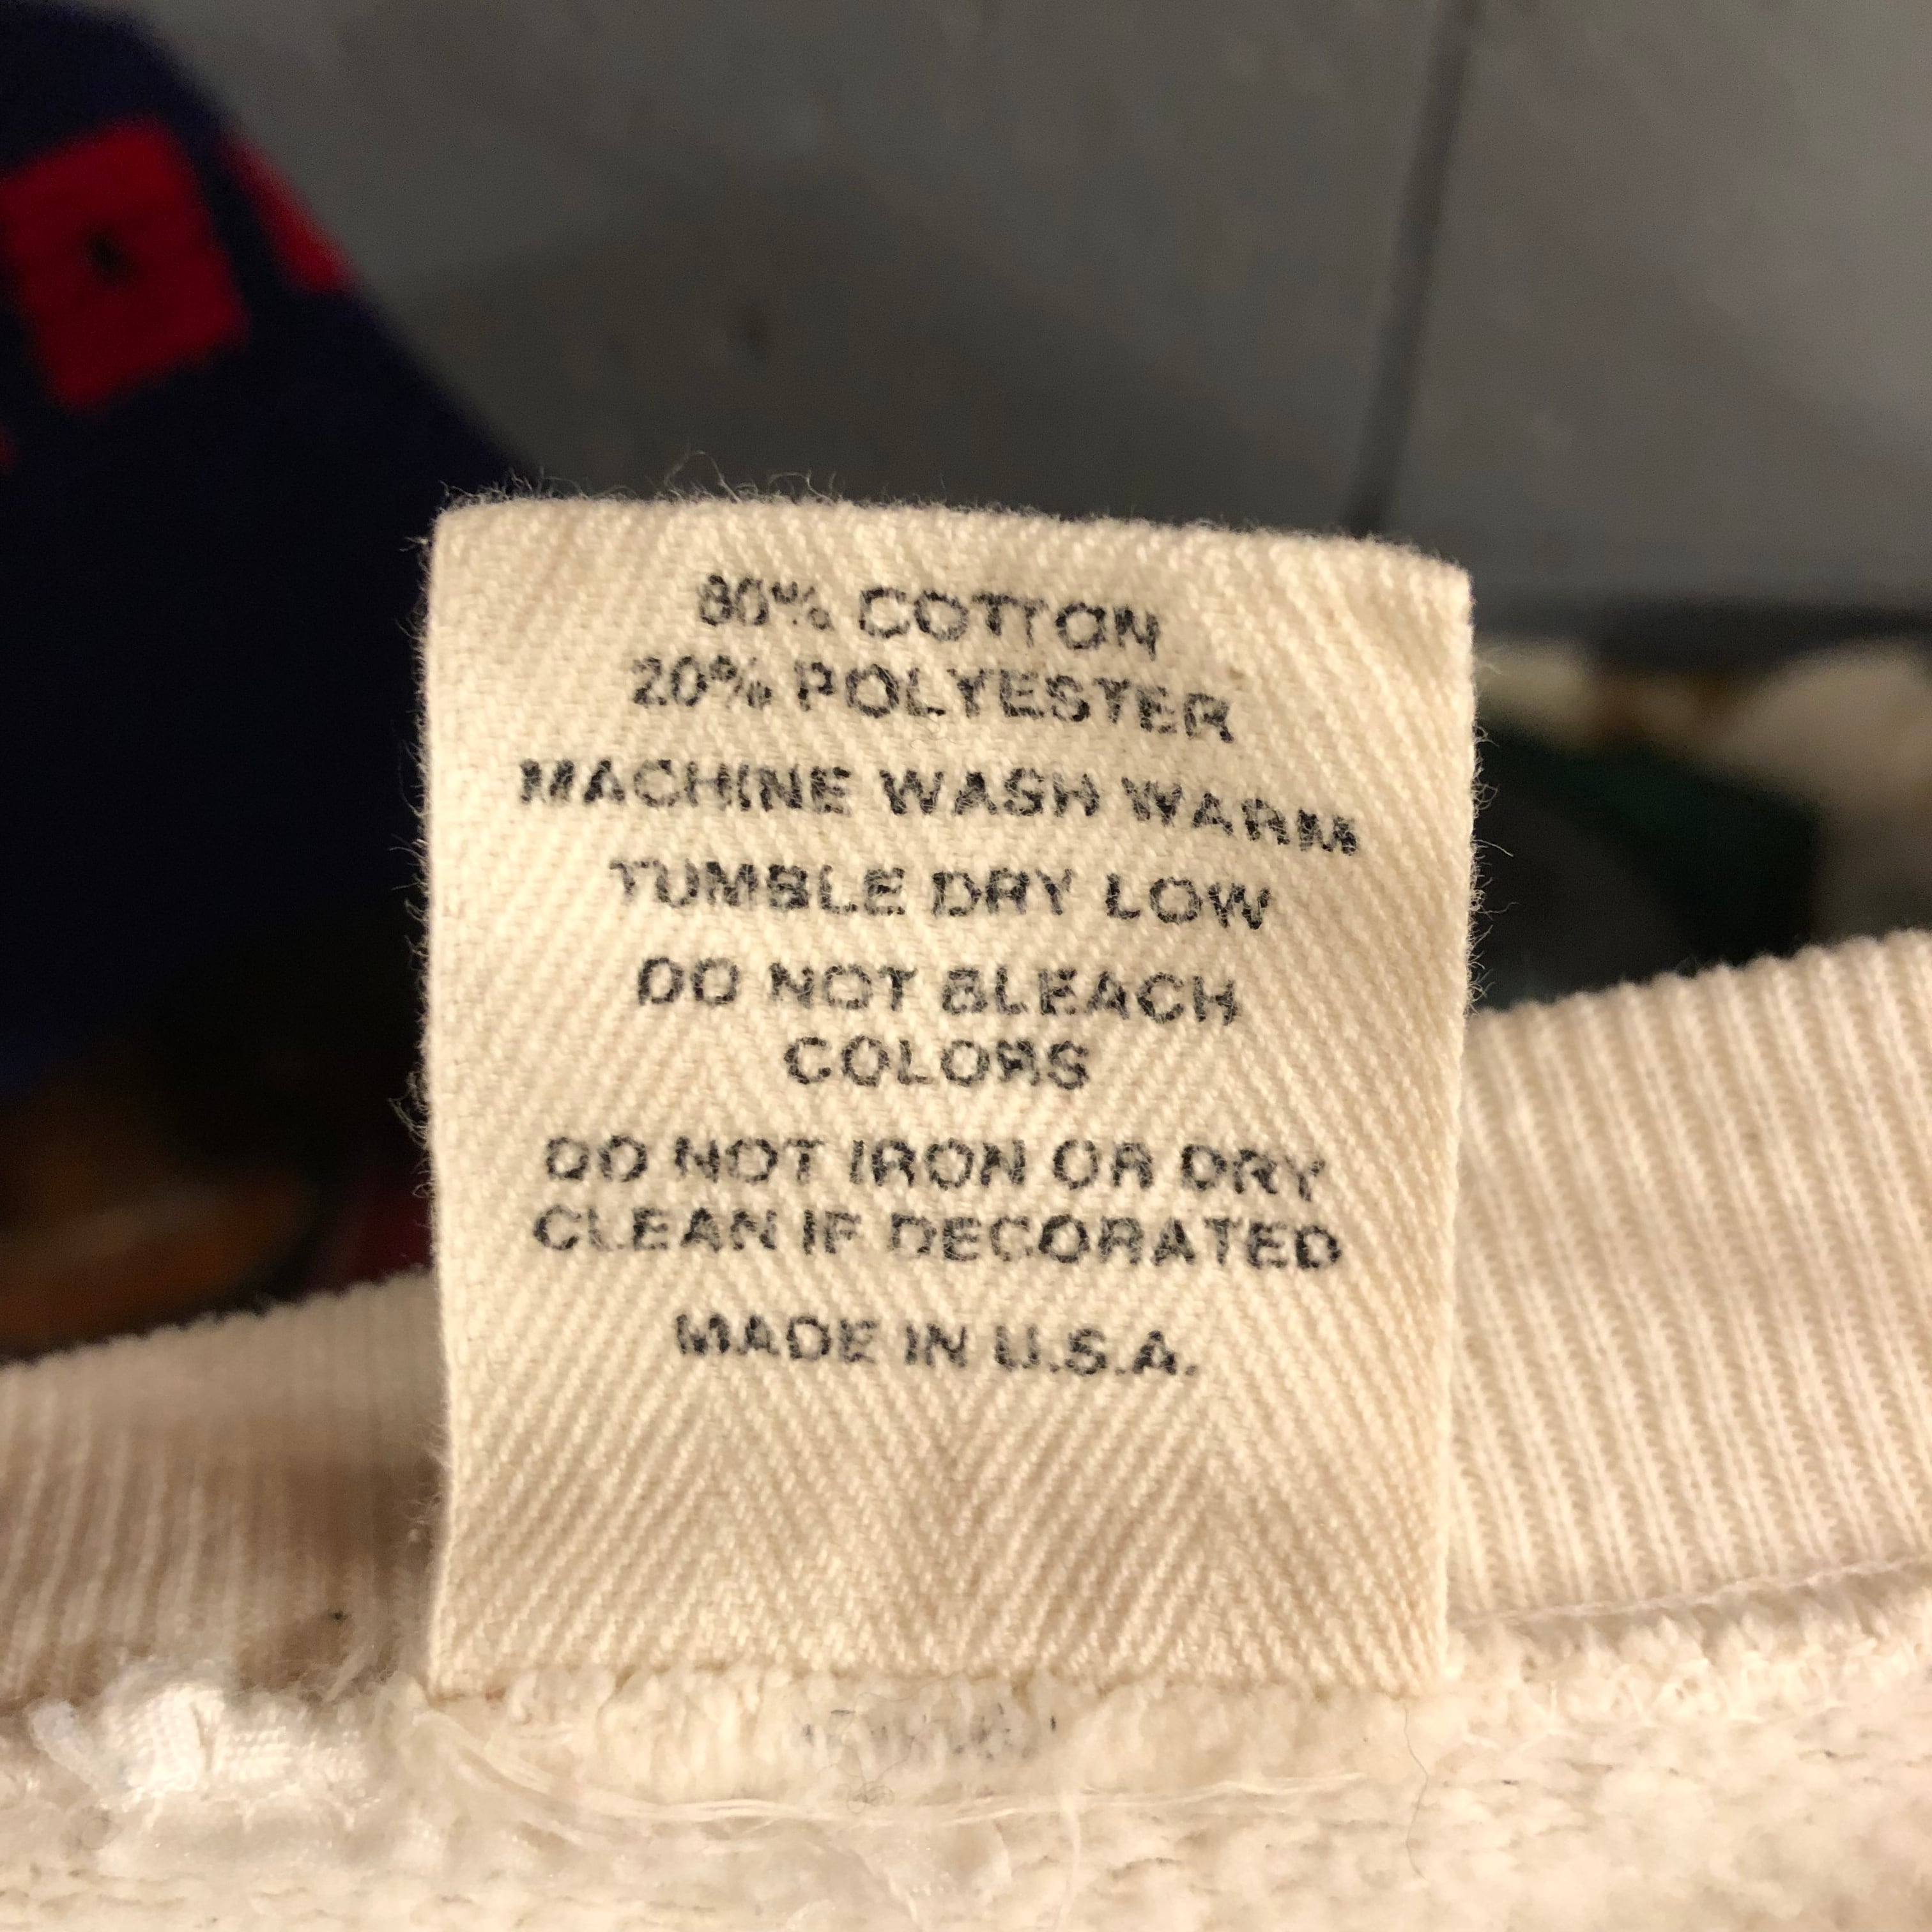 80% COTTON
20% POLYESTER
MACHINE WASH WARM
TUMBLE DRY LOW
DO NOT BLEACH
COLORS
DO NOT IRON OR DRY
CLEAN IF DECORATED
MADE IN U.S.A.